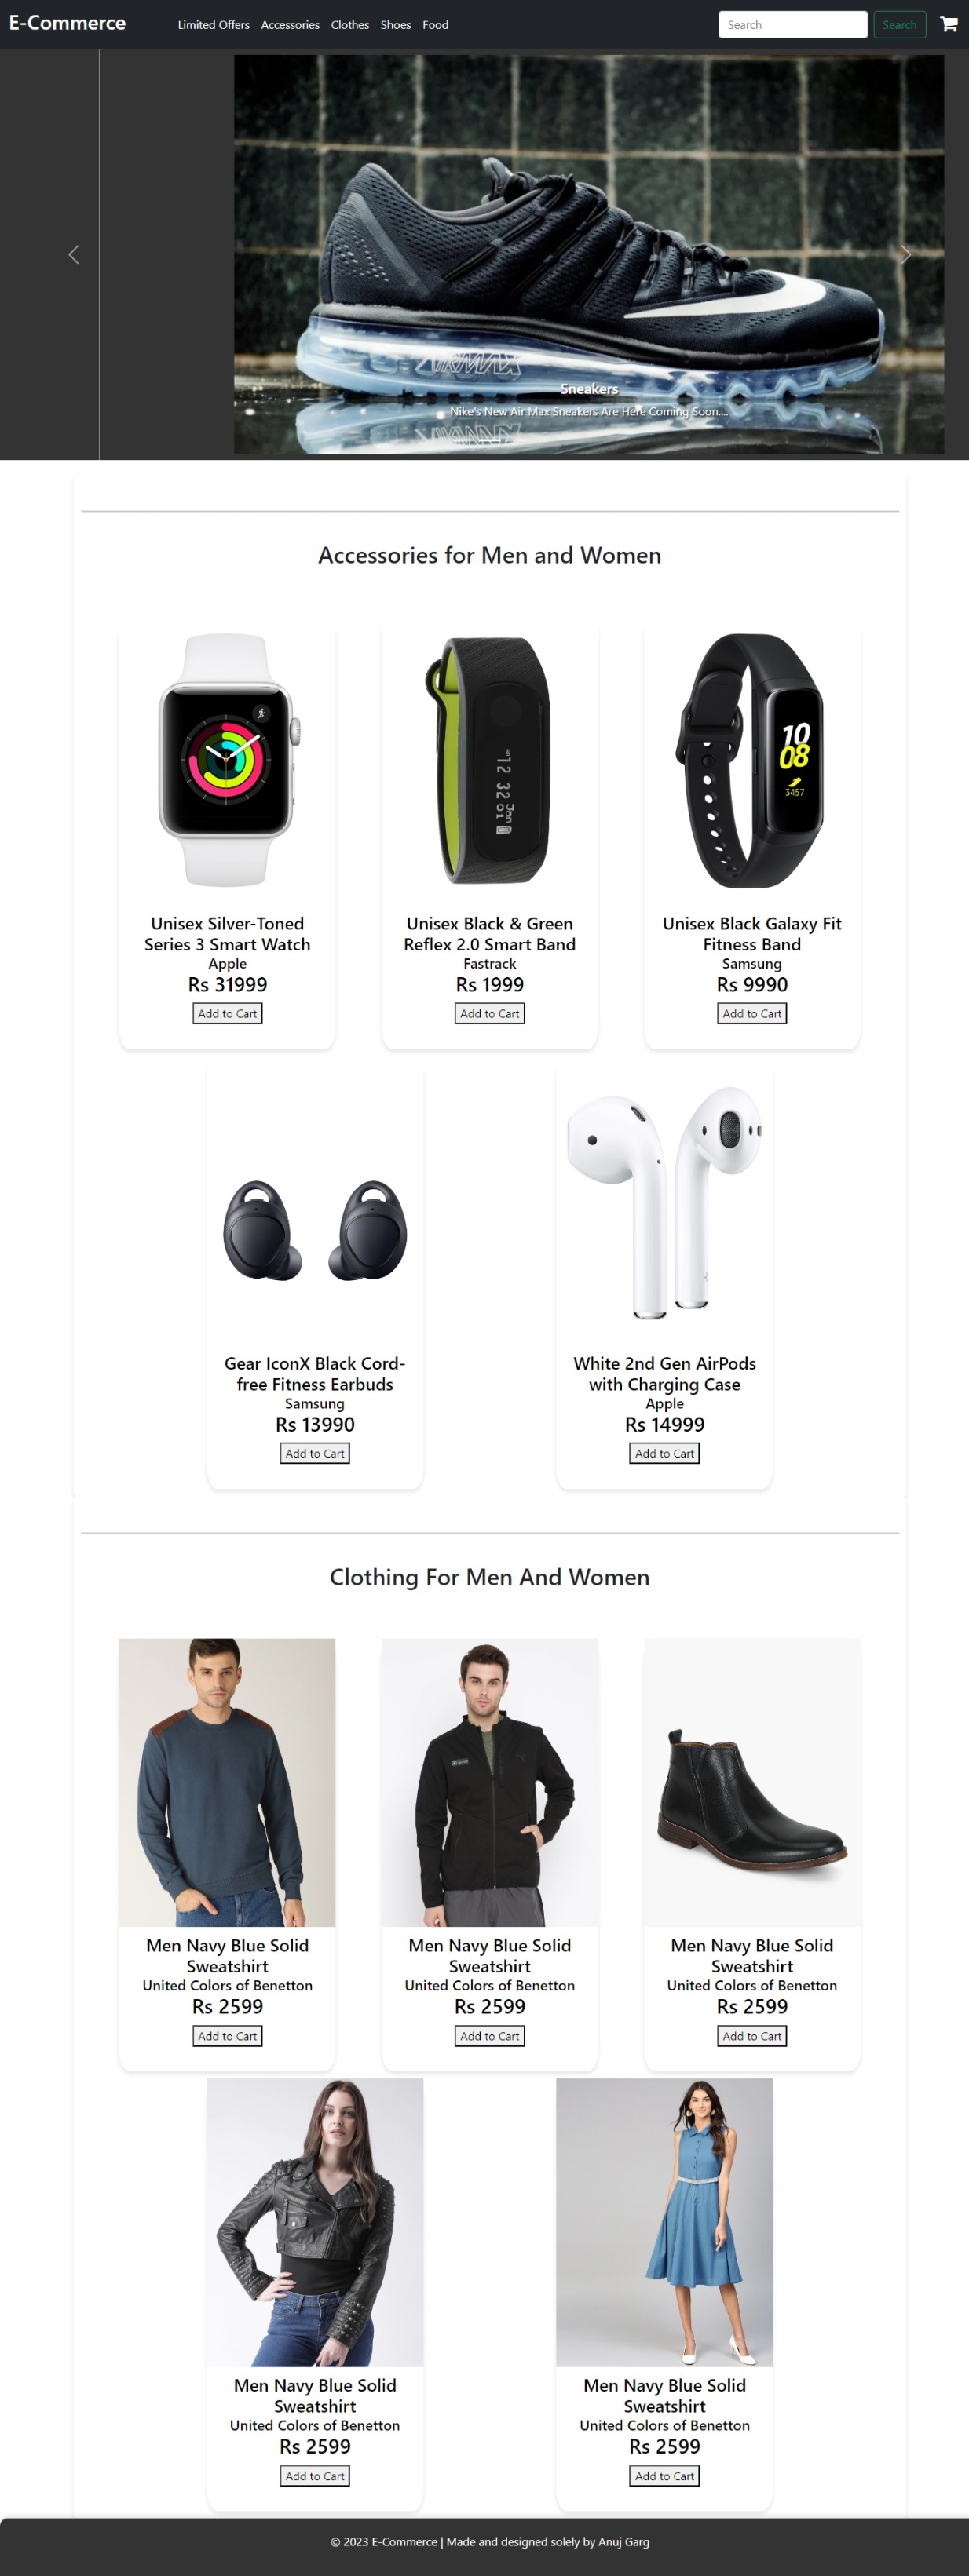 E-Commerce
Limited Offers Accessories Clothes Shoes Food
Search
Search
AIRMAX
Sneakers
Nike's New Air Max Sneakers Are Here Coming Soon....
Accessories for Men and Women
12 32
Jan
01
10
08
3457
Unisex Silver-Toned
Series 3 Smart Watch
Apple
Rs 31999
Add to Cart
Unisex Black & Green
Reflex 2.0 Smart Band
Fastrack
Rs 1999
Add to Cart
Unisex Black Galaxy Fit
Fitness Band
Samsung
Rs 9990
Add to Cart
R
Gear IconX Black Cord-
free Fitness Earbuds
Samsung
Rs 13990
Add to Cart
White 2nd Gen AirPods
with Charging Case
Apple
Rs 14999
Add to Cart
Clothing For Men And Women
Men Navy Blue Solid
Sweatshirt
United Colors of Benetton
Rs 2599
Add to Cart
Men Navy Blue Solid
Sweatshirt
United Colors of Benetton
Rs 2599
Add to Cart
Men Navy Blue Solid
Sweatshirt
United Colors of Benetton
Rs 2599
Add to Cart
Men Navy Blue Solid
Sweatshirt
United Colors of Benetton
Rs 2599
Add to Cart
Men Navy Blue Solid
Sweatshirt
United Colors of Benetton
Rs 2599
Add to Cart
© 2023 E-Commerce | Made and designed solely by Anuj Garg